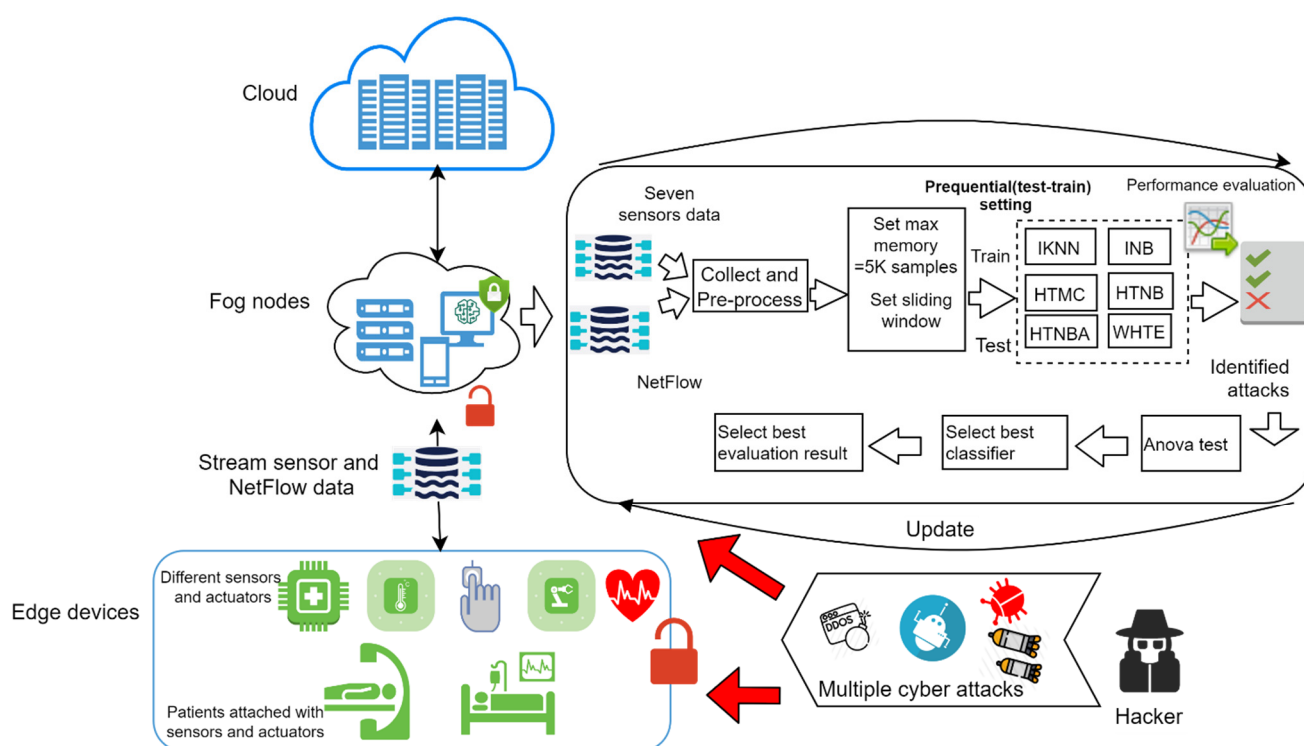 Cloud
Fog nodes
Stream sensor and
NetFlow data
Edge devices
Different sensors
and actuators
°C
Patients attached with
sensors and actuators
Seven
sensors data
NetFlow
Collect and
Pre-process
Set max
memory
=5K samples
Set sliding
window
Prequential(test-train)
setting
Train
Test
IKNN
INB
HTMC
HTNB
HTNBA
WHTE
Performance evaluation
Identified
attacks
Anova test
Select best
classifier
Select best
evaluation result
Update
DDOS
Multiple cyber attacks
Hacker